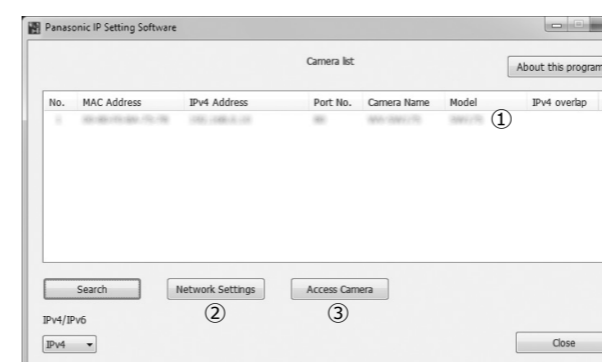 Panasonic IP Setting Software
Camera list
About this program
No. MAC Address IPv4 Address Port No. Camera Name Model IPv4 overlap
①
Search Network Settings Access Camera
② ③
IPv4/IPv6
IPv4 Close